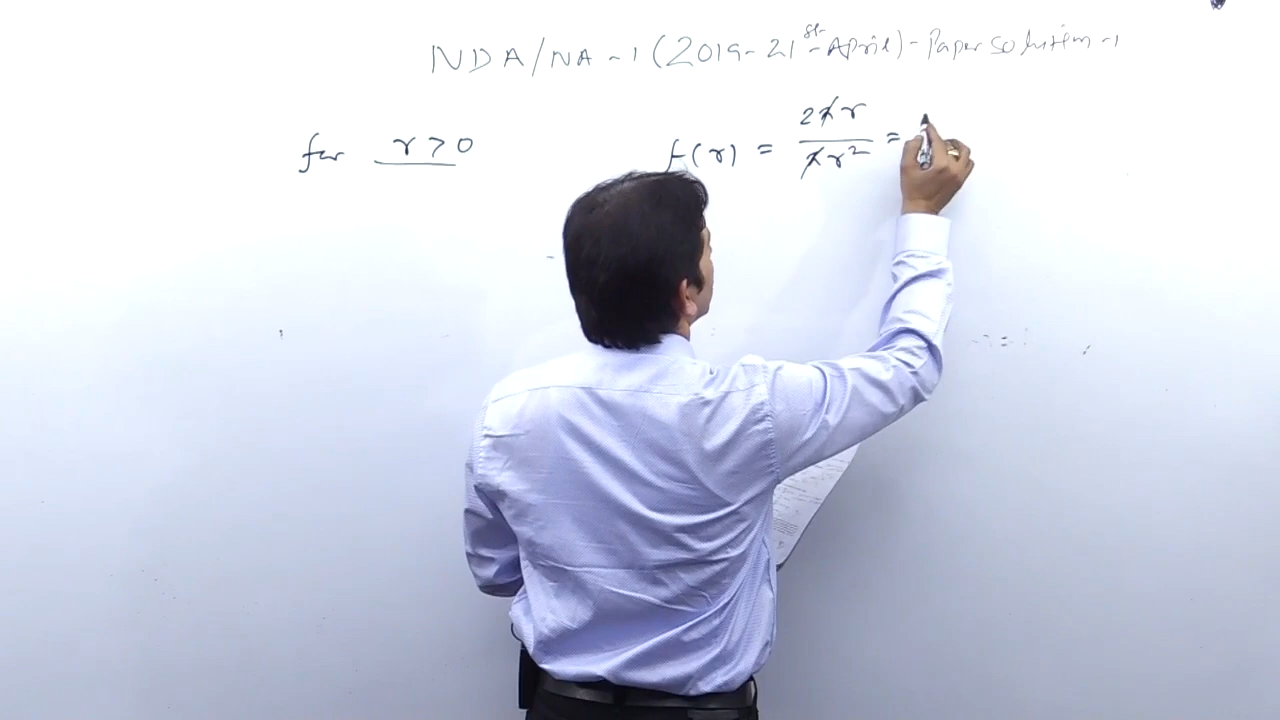 NDA/NA-1 (2019-21st-April)-Paper solution-1
for r > 0 f(r) = 2πr/πr² =